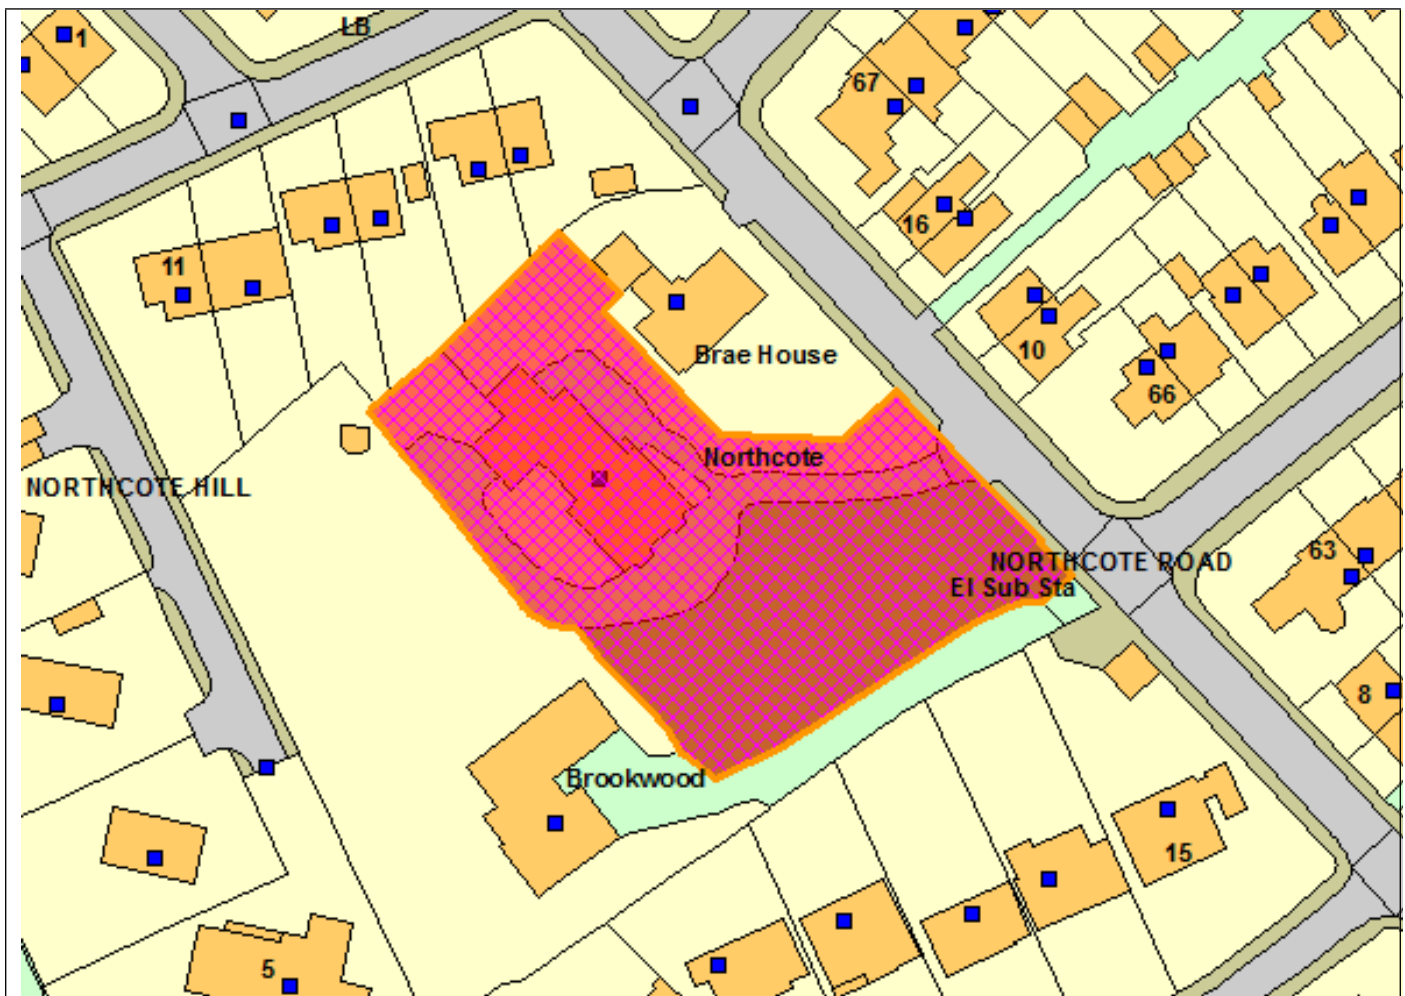 LB
1
67
16
11
10
Brae House
66
Northcote
NORTHCOTE HILL
63
NORTHCOTE ROAD
El Sub Sta
8
Brookwood
15
5